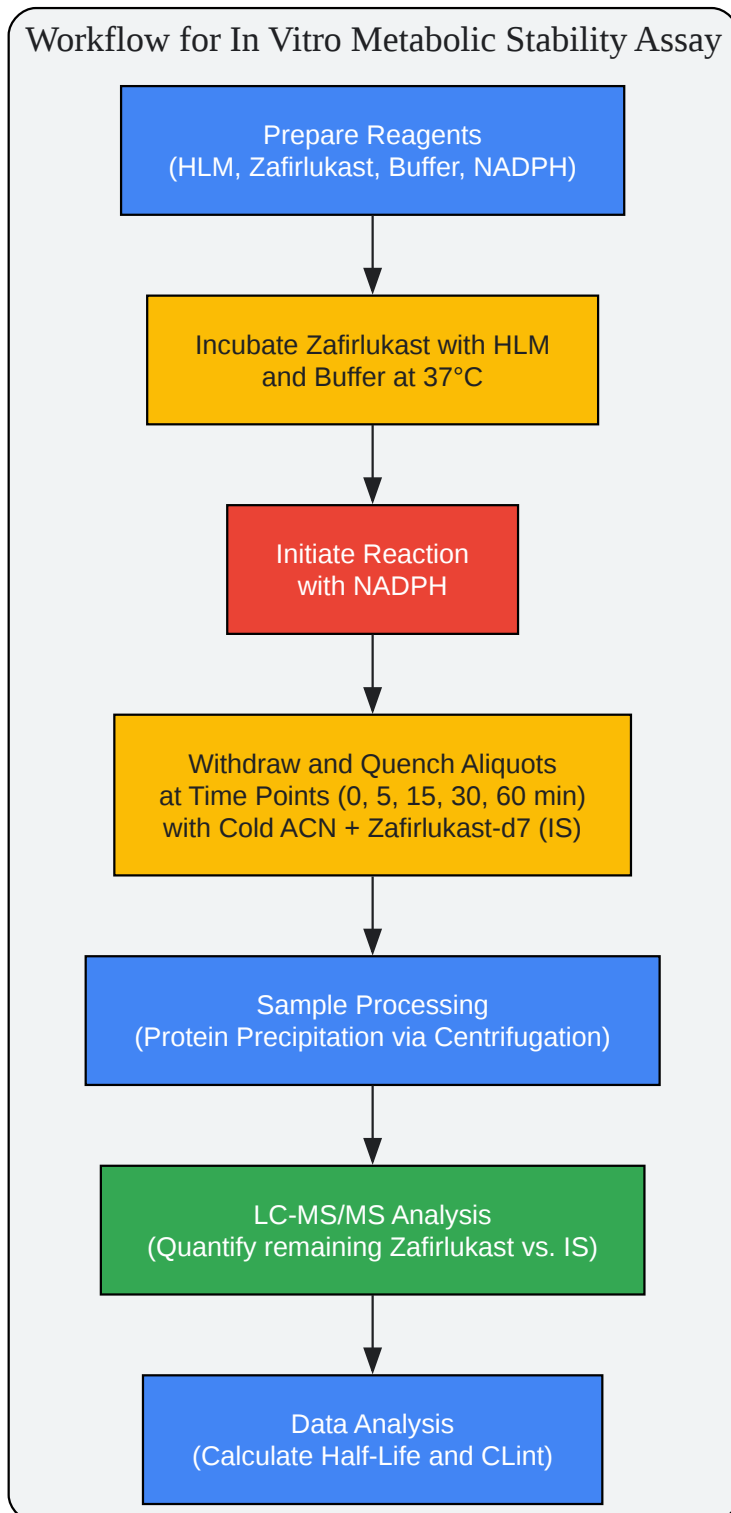 Workflow for In Vitro Metabolic Stability Assay
Prepare Reagents
(HLM, Zafirlukast, Buffer, NADPH)
Incubate Zafirlukast with HLM
and Buffer at 37°C
Initiate Reaction
with NADPH
Withdraw and Quench Aliquots
at Time Points (0, 5, 15, 30, 60 min)
with Cold ACN + Zafirlukast-d7 (IS)
Sample Processing
(Protein Precipitation via Centrifugation)
LC-MS/MS Analysis
(Quantify remaining Zafirlukast vs. IS)
Data Analysis
(Calculate Half-Life and CLint)